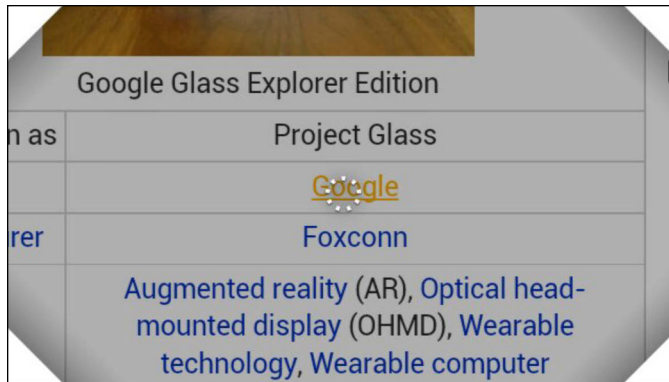 Google Glass Explorer Edition
n as Project Glass
Google
rer Foxconn
Augmented reality (AR), Optical head-
mounted display (OHMD), Wearable
technology, Wearable computer